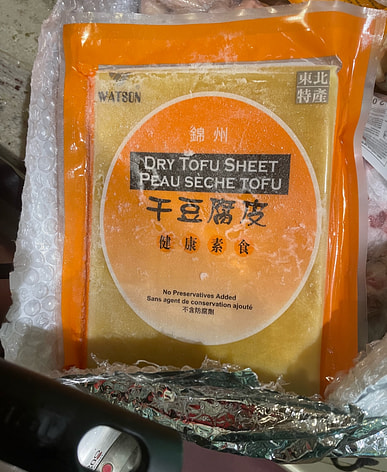 WATSON
東北
特產
錦州
DRY TOFU SHEET
PEAU SÈCHE TOFU
干豆腐皮
健康素食
No Preservatives Added
Sans agent de conservation ajouté
不含防腐劑